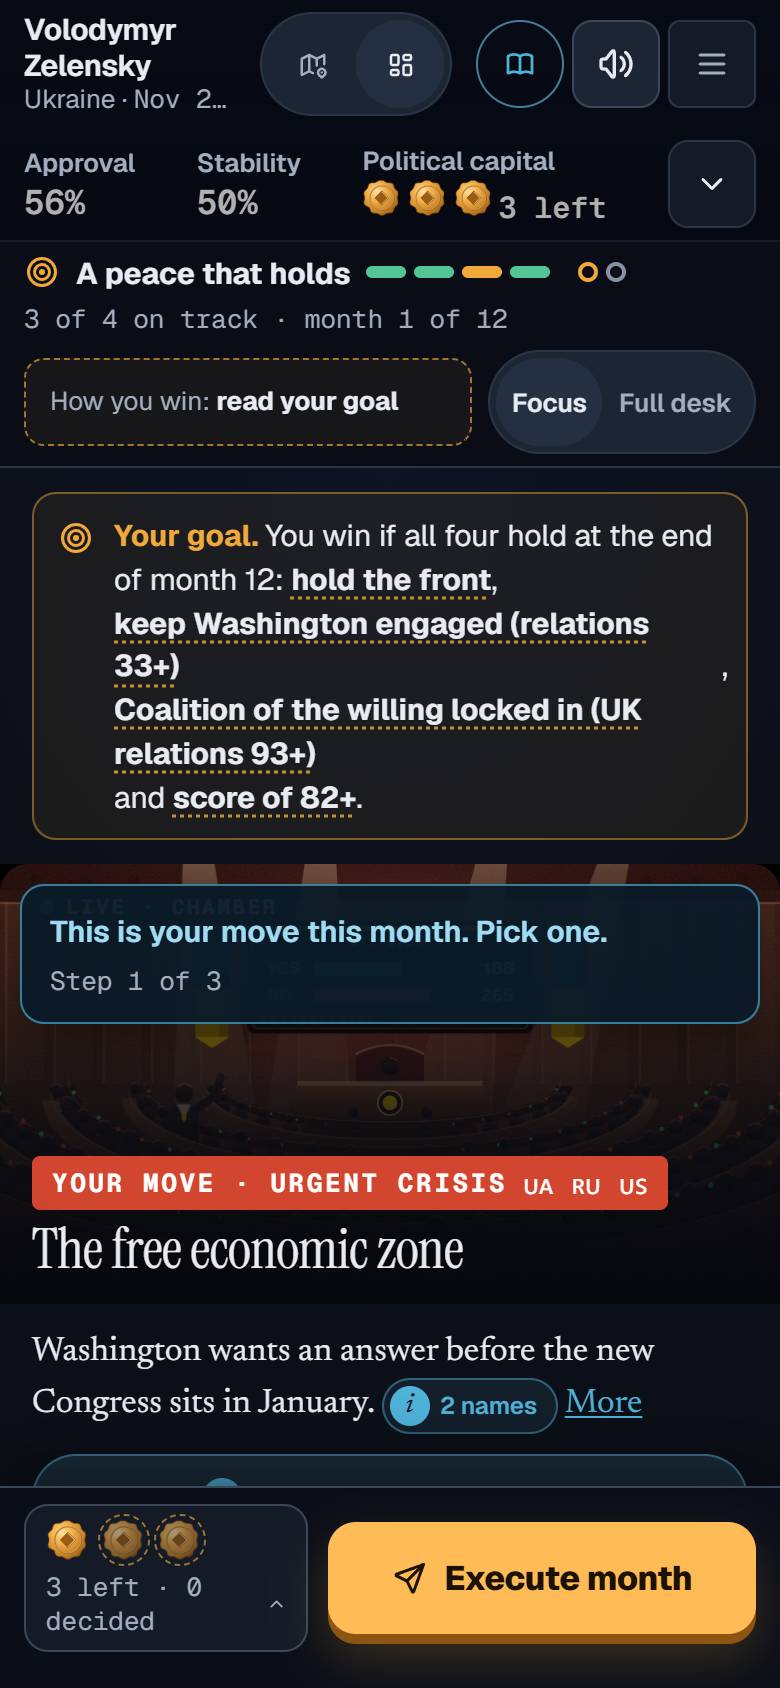 Volodymyr
Zelensky
Ukraine · Nov 2…
Approval
56%
Stability
50%
Political capital
3 left
A peace that holds
3 of 4 on track · month 1 of 12
How you win: read your goal
Focus
Full desk
Your goal. You win if all four hold at the end
of month 12: hold the front,
keep Washington engaged (relations
33+) ,
Coalition of the willing locked in (UK
relations 93+)
and score of 82+.
LIVE · CHAMBER
This is your move this month. Pick one.
Step 1 of 3
YOUR MOVE · URGENT CRISIS UA RU US
The free economic zone
Washington wants an answer before the new
Congress sits in January. i 2 names More
3 left · 0
decided
Execute month